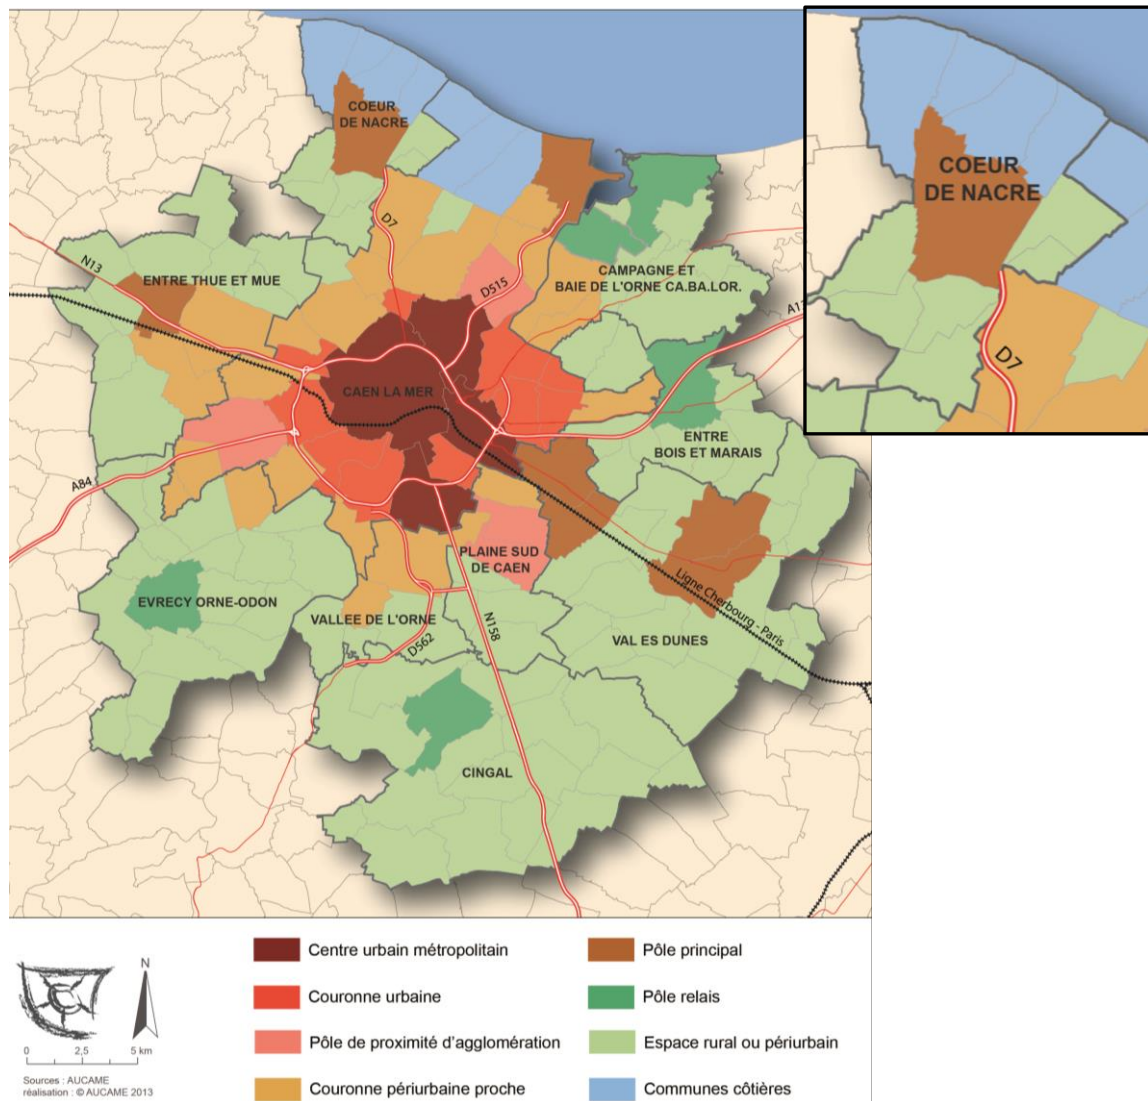 COEUR
DE NACRE
COEUR
DE NACRE
D7
D7
N13
ENTRE THUE ET MUE
D515
CAMPAGNE ET
BAIE DE L'ORNE CA.BA.LOR.
A1
CAEN LA MER
ENTRE
BOIS ET MARAIS
A84
PLAINE SUD
DE CAEN
Ligne Cherbourg - Paris
EVRECY ORNE-ODON
VALLEE DE L'ORNE
D562
N158
VAL ES DUNES
CINGAL
N
0 2,5 5 km
Sources : AUCAME
réalisation : © AUCAME 2013
Centre urbain métropolitain
Couronne urbaine
Pôle de proximité d'agglomération
Couronne périurbaine proche
Pôle principal
Pôle relais
Espace rural ou périurbain
Communes côtières